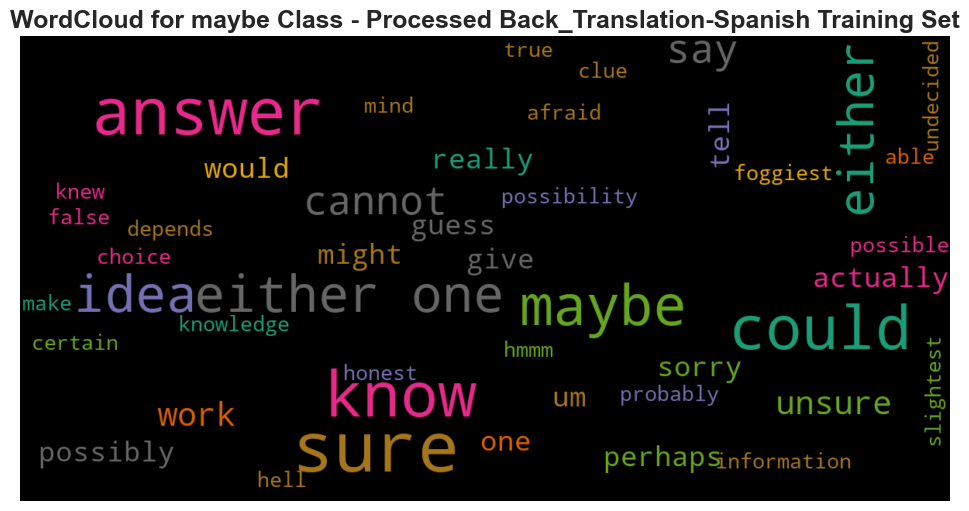 WordCloud for maybe Class - Processed Back_Translation-Spanish Training Set
true
say
clue
either
undecided
answer
mind
afraid
tell
really
able
would
foggiest
knew
cannot
possibility
false
guess
depends
possible
choice
might
give
actually
idea
either one
maybe
make
could
knowledge
certain
hmmm
slightest
honest
sorry
know
um
probably
unsure
work
sure
one
possibly
perhaps
information
hell